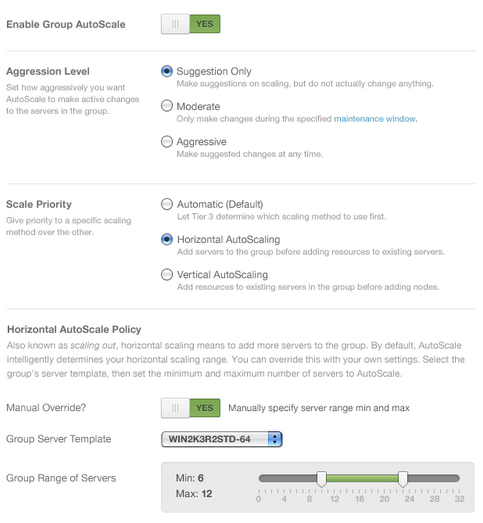 Enable Group AutoScale
YES
Aggression Level
Set how aggressively you want
AutoScale to make active changes
to the servers in the group.
Suggestion Only
Make suggestions on scaling, but do not actually change anything.
Moderate
Only make changes during the specified maintenance window.
Aggressive
Make suggested changes at any time.
Scale Priority
Give priority to a specific scaling
method over the other.
Automatic (Default)
Let Tier 3 determine which scaling method to use first.
Horizontal AutoScaling
Add servers to the group before adding resources to existing servers.
Vertical AutoScaling
Add resources to existing servers in the group before adding nodes.
Horizontal AutoScale Policy
Also known as scaling out, horizontal scaling means to add more servers to the group. By default, AutoScale
intelligently determines your horizontal scaling range. You can override this with your own settings. Select the
group's server template, then set the minimum and maximum number of servers to AutoScale.
Manual Override?
YES
Manually specify server range min and max
Group Server Template
WIN2K3R2STD-64
Group Range of Servers
Min: 6
Max: 12
0 4 8 12 16 20 24 28 32